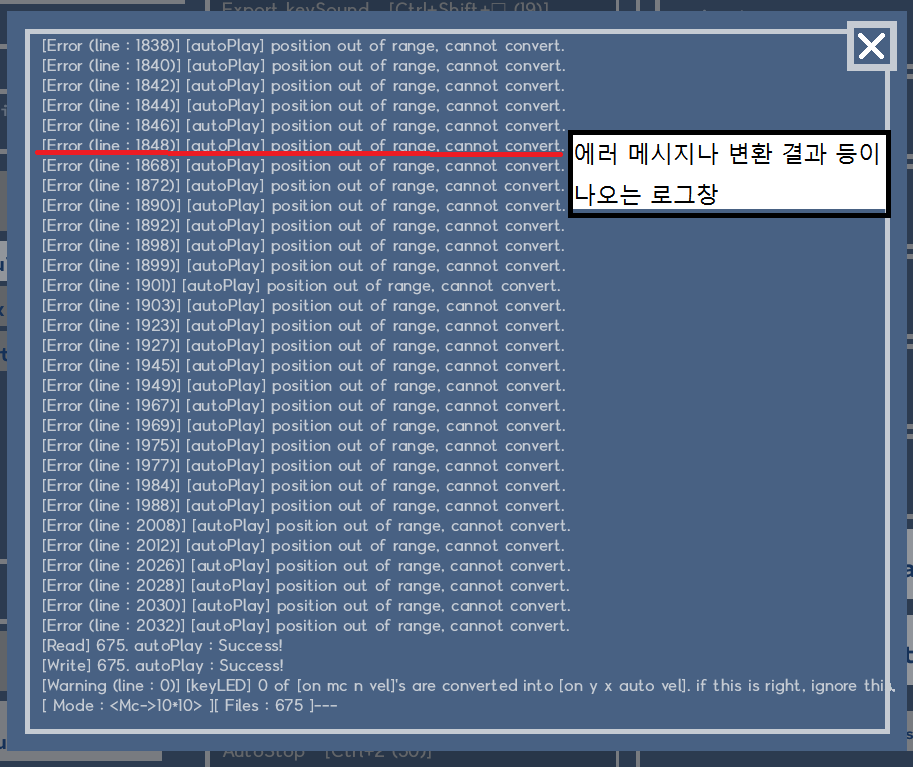 Export keySound [Ctrl+Shift+□ (19)]
[Error (line : 1838)] [autoPlay] position out of range, cannot convert.
[Error (line : 1840)] [autoPlay] position out of range, cannot convert.
[Error (line : 1842)] [autoPlay] position out of range, cannot convert.
[Error (line : 1844)] [autoPlay] position out of range, cannot convert.
[Error (line : 1846)] [autoPlay] position out of range, cannot convert.
[Error (line : 1848)] [autoPlay] position out of range, cannot convert.
에러 메시지나 변환 결과 등이
나오는 로그창
[Error (line : 1868)] [autoPlay] position out of range, cannot convert.
[Error (line : 1872)] [autoPlay] position out of range, cannot convert.
[Error (line : 1890)] [autoPlay] position out of range, cannot convert.
[Error (line : 1892)] [autoPlay] position out of range, cannot convert.
[Error (line : 1898)] [autoPlay] position out of range, cannot convert.
[Error (line : 1899)] [autoPlay] position out of range, cannot convert.
[Error (line : 1901)] [autoPlay] position out of range, cannot convert.
[Error (line : 1903)] [autoPlay] position out of range, cannot convert.
[Error (line : 1923)] [autoPlay] position out of range, cannot convert.
[Error (line : 1927)] [autoPlay] position out of range, cannot convert.
[Error (line : 1945)] [autoPlay] position out of range, cannot convert.
[Error (line : 1949)] [autoPlay] position out of range, cannot convert.
[Error (line : 1967)] [autoPlay] position out of range, cannot convert.
[Error (line : 1969)] [autoPlay] position out of range, cannot convert.
[Error (line : 1975)] [autoPlay] position out of range, cannot convert.
[Error (line : 1977)] [autoPlay] position out of range, cannot convert.
[Error (line : 1984)] [autoPlay] position out of range, cannot convert.
[Error (line : 1988)] [autoPlay] position out of range, cannot convert.
[Error (line : 2008)] [autoPlay] position out of range, cannot convert.
[Error (line : 2012)] [autoPlay] position out of range, cannot convert.
[Error (line : 2026)] [autoPlay] position out of range, cannot convert.
[Error (line : 2028)] [autoPlay] position out of range, cannot convert.
[Error (line : 2030)] [autoPlay] position out of range, cannot convert.
[Error (line : 2032)] [autoPlay] position out of range, cannot convert.
[Read] 675. autoPlay : Success!
[Write] 675. autoPlay : Success!
[Warning (line : 0)] [keyLED] 0 of [on mc n vel]'s are converted into [on y x auto vel]. if this is right, ignore this.
[ Mode : <Mc->10*10> ][ Files : 675 ]---
AutoStop [Ctrl+2 (50)]